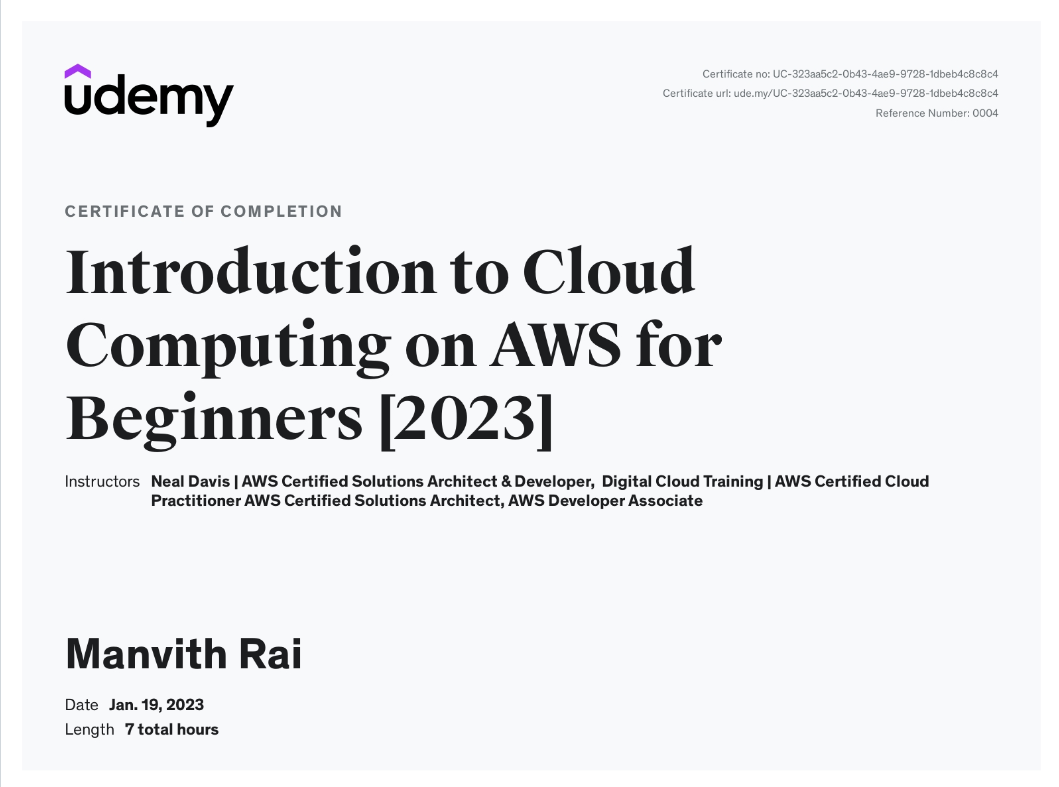 udemy
Certificate no: UC-323aa5c2-0b43-4ae9-9728-1dbeb4c8c8c4
Certificate url: ude.my/UC-323aa5c2-0b43-4ae9-9728-1dbeb4c8c8c4
Reference Number: 0004
CERTIFICATE OF COMPLETION
Introduction to Cloud
Computing on AWS for
Beginners [2023]
Instructors Neal Davis | AWS Certified Solutions Architect & Developer, Digital Cloud Training | AWS Certified Cloud
Practitioner AWS Certified Solutions Architect, AWS Developer Associate
Manvith Rai
Date Jan. 19, 2023
Length 7 total hours